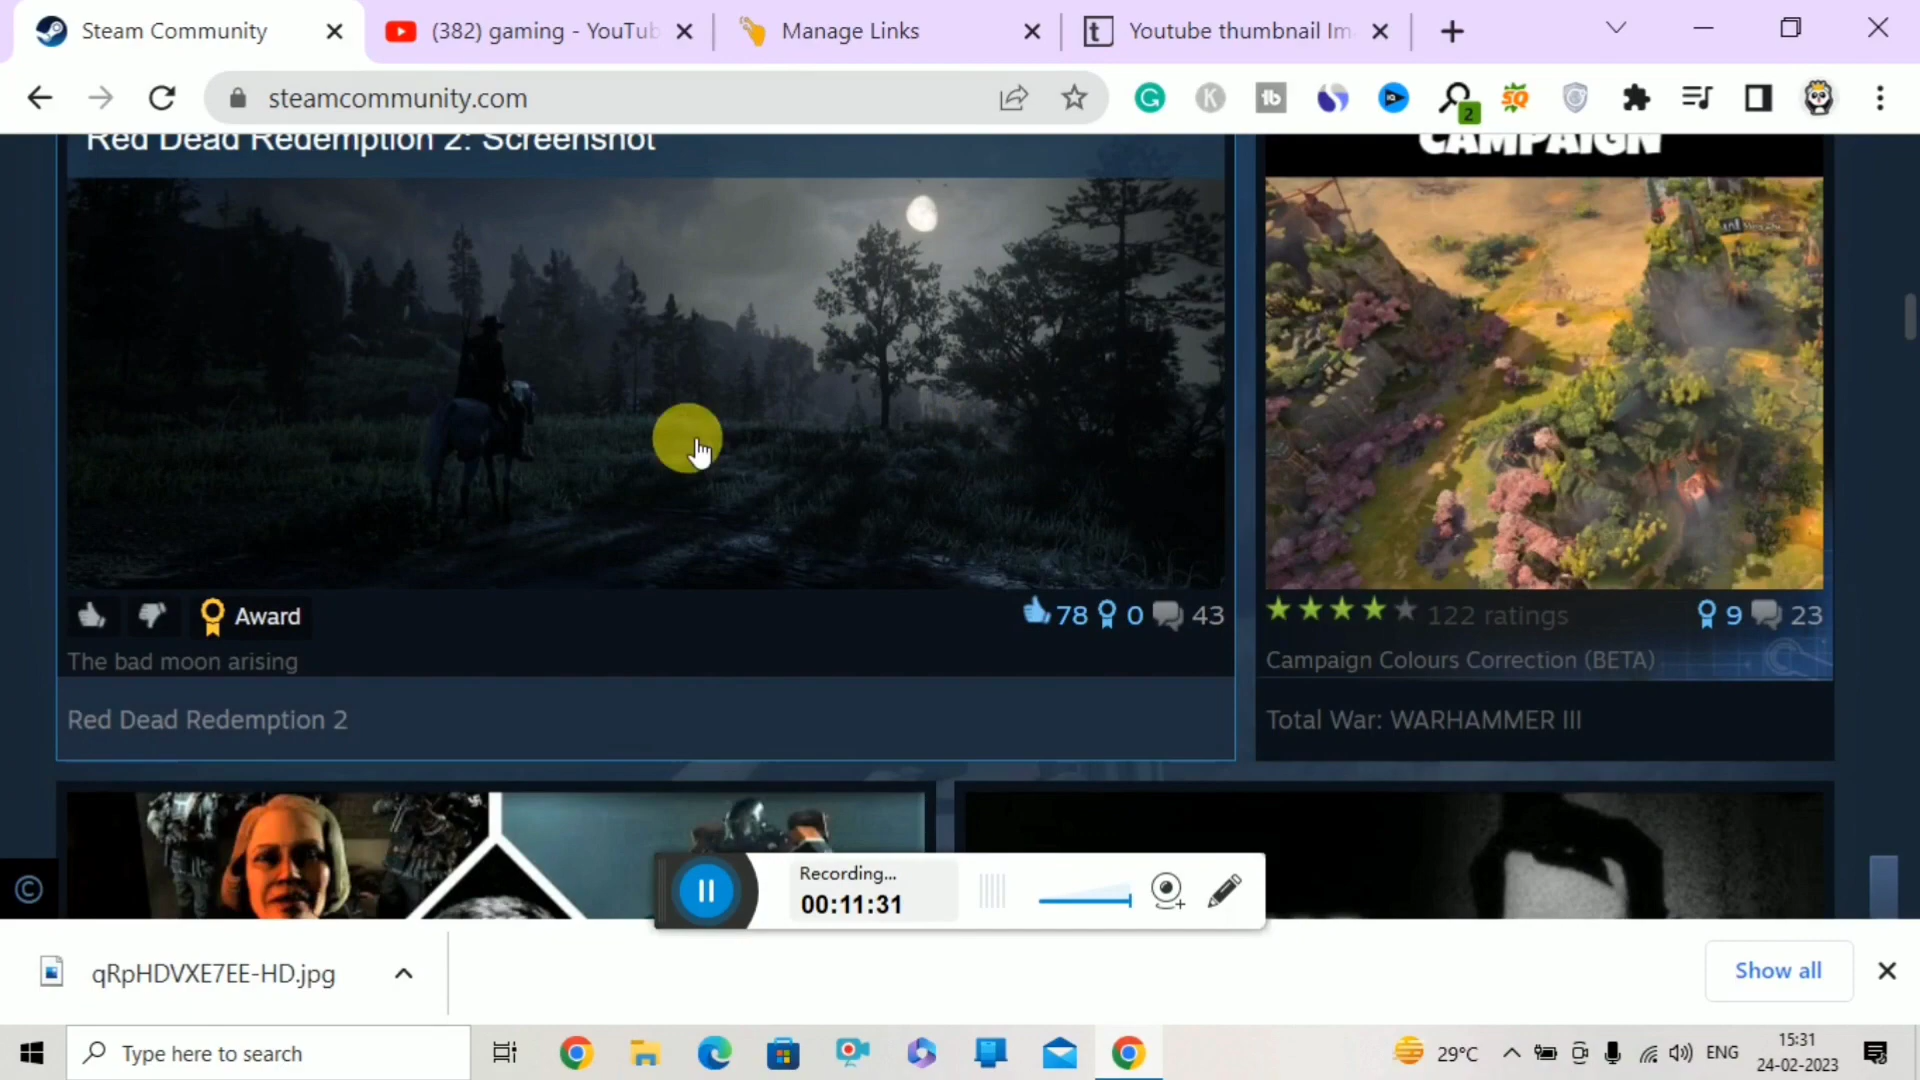 Steam Community
(382) gaming - YouTub
Manage Links
Youtube thumbnail Im
steamcommunity.com
2
Red Dead Redemption 2: Screenshot
CAMPAIGN
Award
78
0
43
122 ratings
9
23
The bad moon arising
Campaign Colours Correction (BETA)
Red Dead Redemption 2
Total War: WARHAMMER III
Recording...
00:11:31
qRpHDVXE7EE-HD.jpg
Show all
Type here to search
29°C
ENG
15:31
24-02-2023